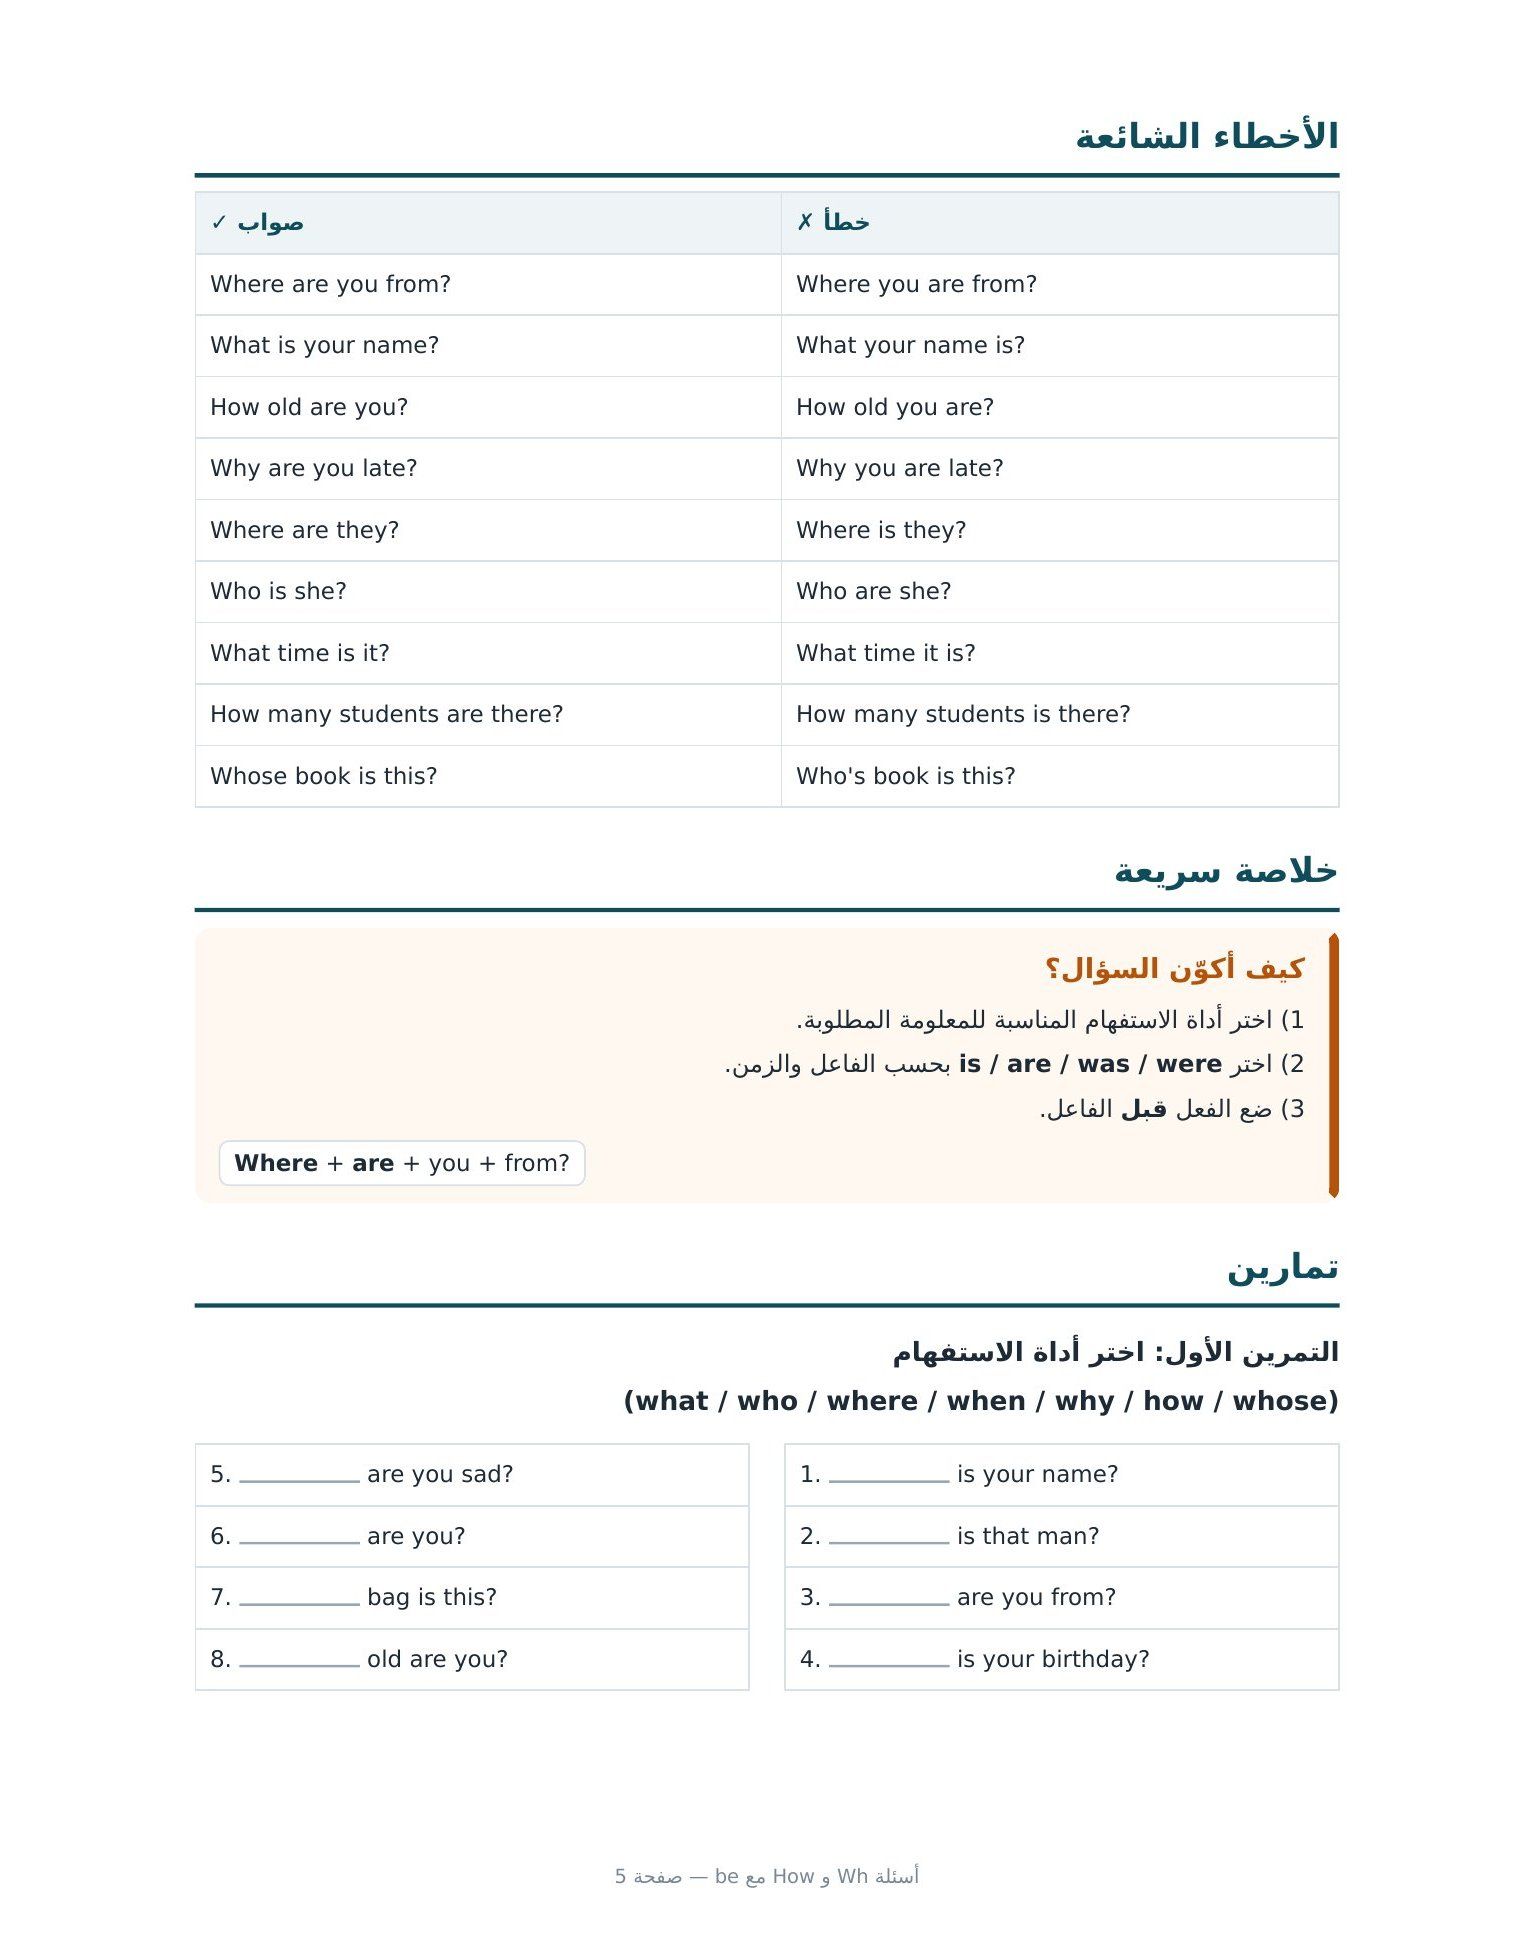 الأخطاء الشائعة
خطأ ✗
صواب ✓
Where you are from?
Where are you from?
What your name is?
What is your name?
How old you are?
How old are you?
Why you are late?
Why are you late?
Where is they?
Where are they?
Who are she?
Who is she?
What time it is?
What time is it?
How many students is there?
How many students are there?
Who's book is this?
Whose book is this?
خلاصة سريعة
كيف أكوّن السؤال؟
1) اختر أداة الاستفهام المناسبة للمعلومة المطلوبة.
2) اختر is / are / was / were بحسب الفاعل والزمن.
3) ضع الفعل قبل الفاعل.
Where + are + you + from?
تمارين
التمرين الأول: اختر أداة الاستفهام
(what / who / where / when / why / how / whose)
1. __________ is your name?
2. __________ is that man?
3. __________ are you from?
4. __________ is your birthday?
5. __________ are you sad?
6. __________ are you?
7. __________ bag is this?
8. __________ old are you?
أسئلة Wh و How مع be — صفحة 5